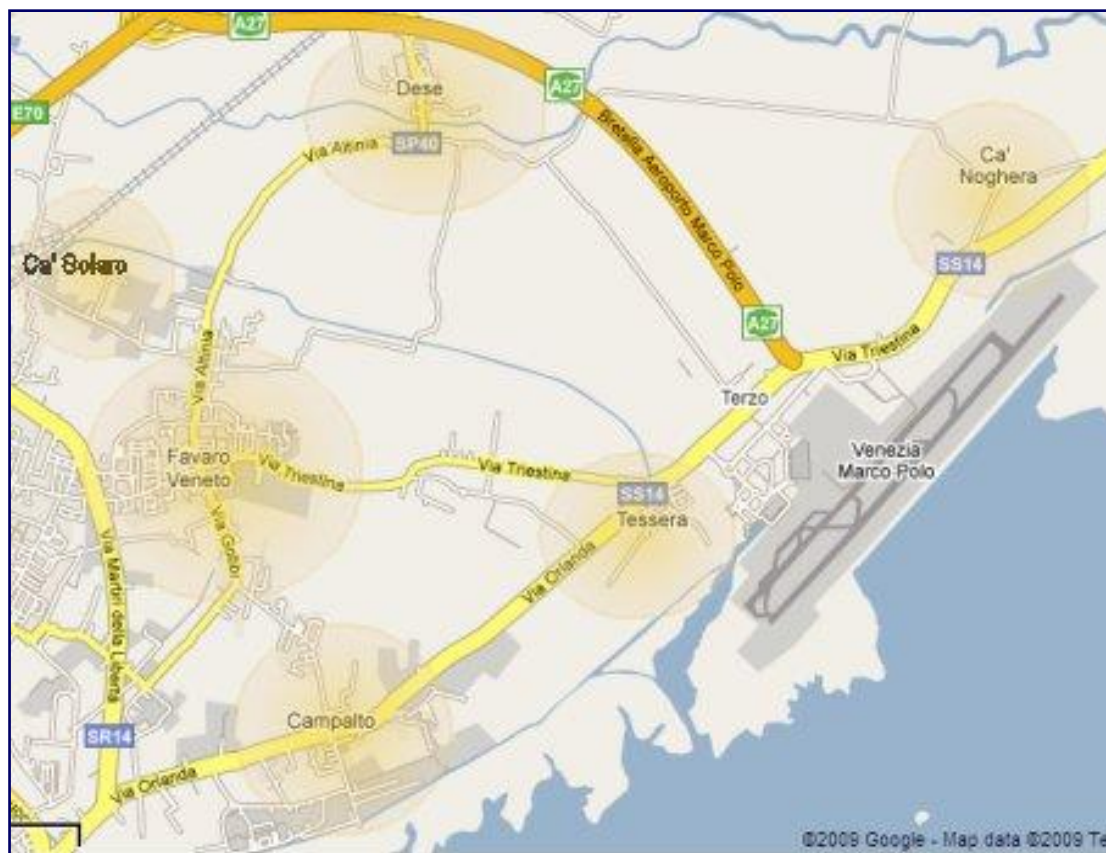 A27
Dese
A27
E70
Via Altinia
SP40
Bretella Aeroporto Marco Polo
Ca'
Noghera
Ca' Solaro
SS14
A27
Via Altinia
Via Triestina
Terzo
Favaro
Veneto
Via Triestina
Via Triestina
Venezia
Marco Polo
SS14
Tessera
Via Gobbi
Via Orlanda
Via Martiri della Libertà
Campalto
SR14
Via Orlanda
©2009 Google - Map data ©2009 Te